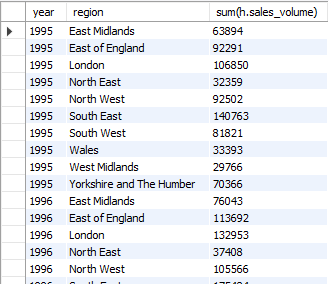 year region sum(h.sales_volume)
1995 East Midlands 63894
1995 East of England 92291
1995 London 106850
1995 North East 32359
1995 North West 92502
1995 South East 140763
1995 South West 81821
1995 Wales 33393
1995 West Midlands 29766
1995 Yorkshire and The Humber 70366
1996 East Midlands 76043
1996 East of England 113692
1996 London 132953
1996 North East 37408
1996 North West 105566